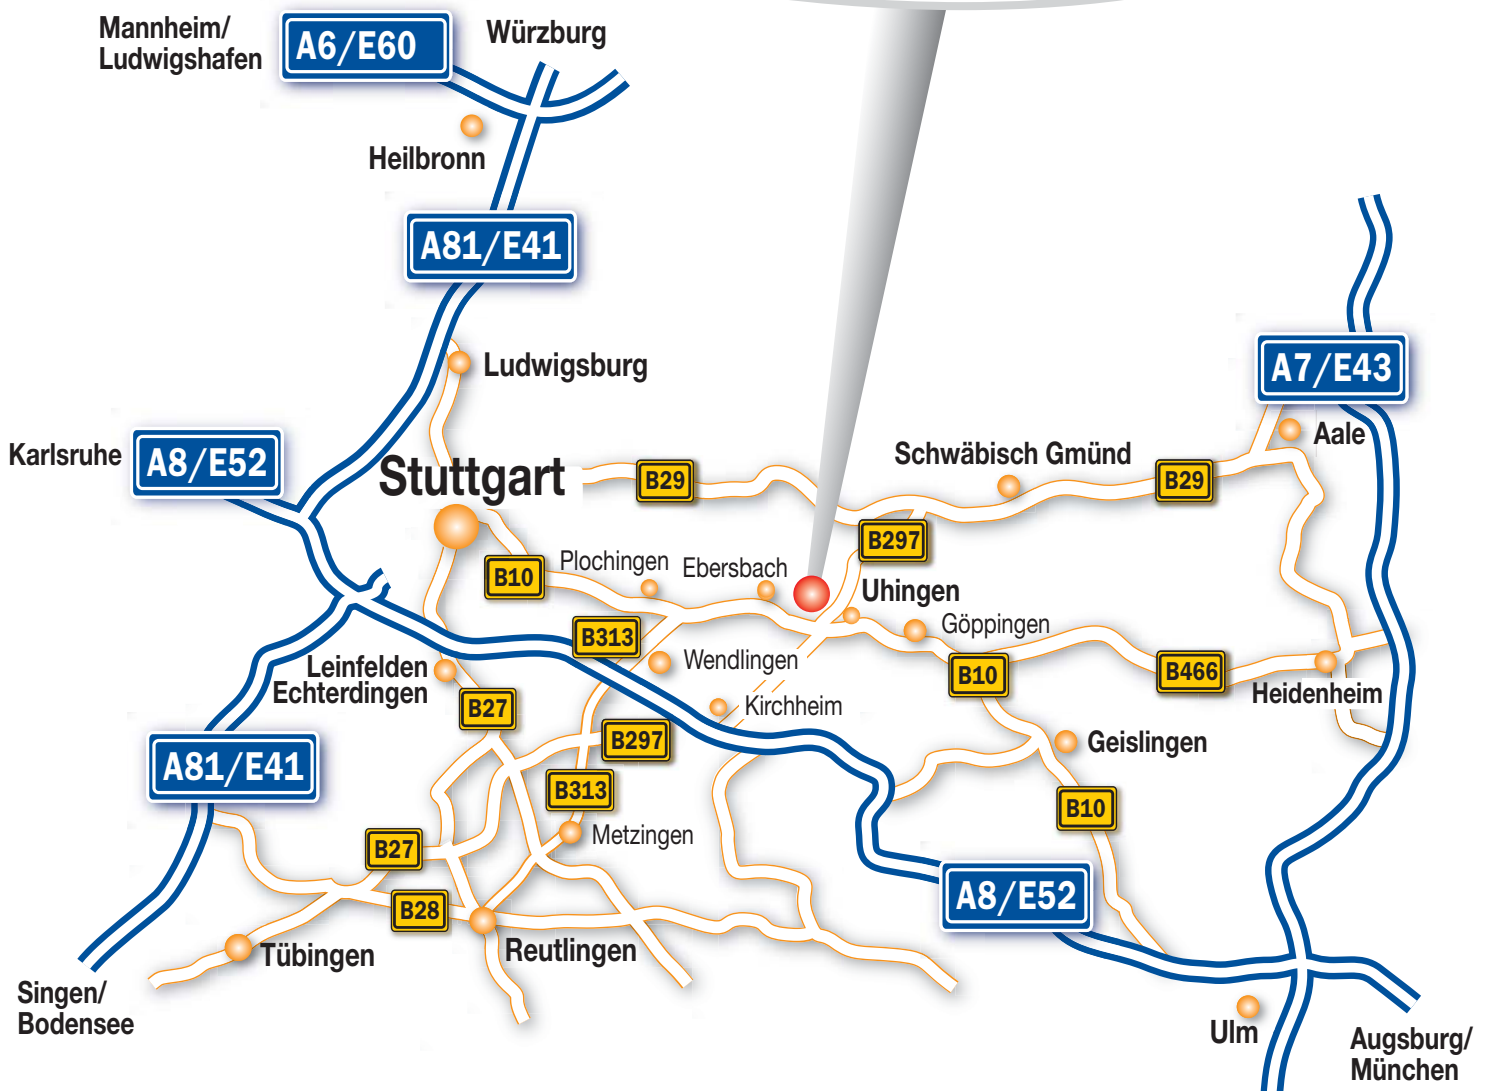 Mannheim/
Ludwigshafen
A6/E60
Würzburg
Heilbronn
A81/E41
Ludwigsburg
A7/E43
Aale
Karlsruhe
A8/E52
Stuttgart
B29
Schwäbisch Gmünd
B29
B297
B10
Plochingen
Ebersbach
Uhingen
Göppingen
B313
Wendlingen
B10
B466
Heidenheim
Leinfelden
Echterdingen
B27
Kirchheim
B297
Geislingen
A81/E41
B313
B10
Metzingen
B27
B28
A8/E52
Tübingen
Reutlingen
Singen/
Bodensee
Ulm
Augsburg/
München